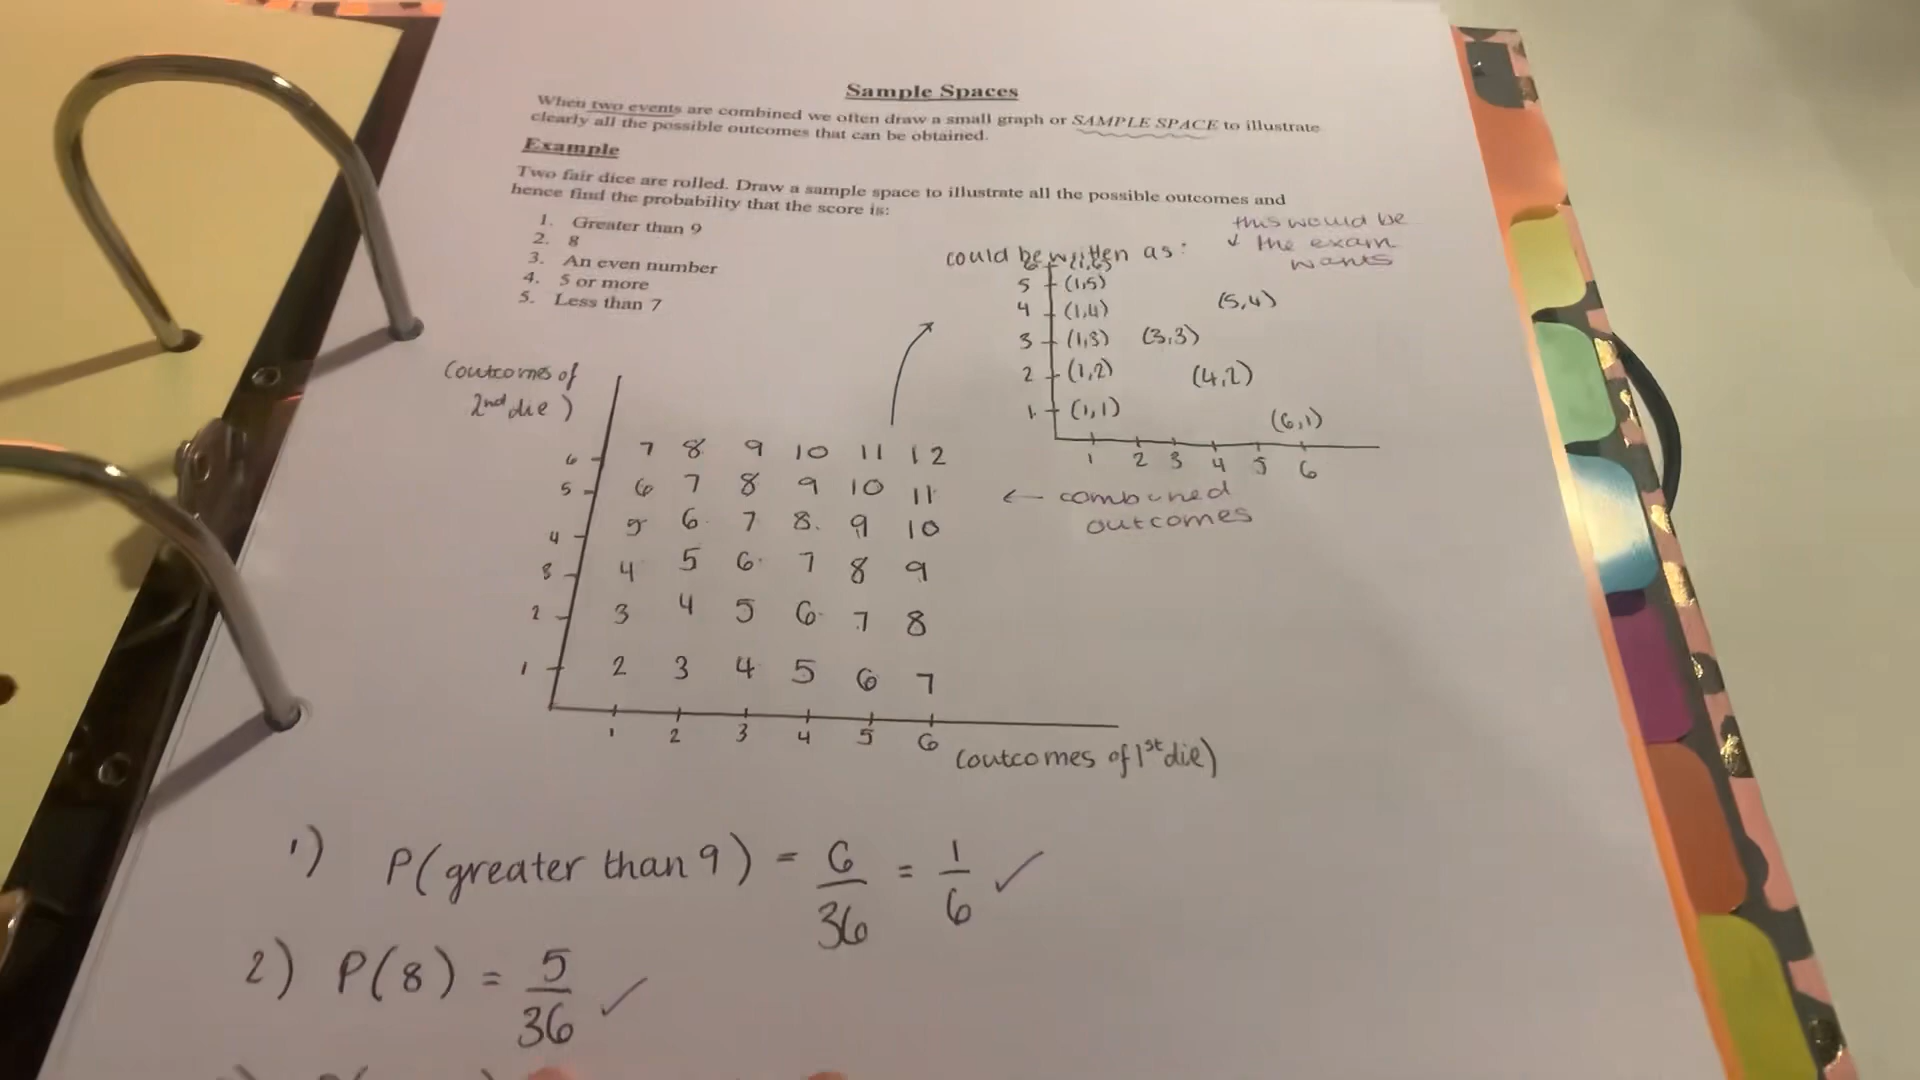 Sample Spaces
When two events are combined we often draw a small graph or SAMPLE SPACE to illustrate
clearly all the possible outcomes that can be obtained.
Example
Two fair dice are rolled. Draw a sample space to illustrate all the possible outcomes and
hence find the probability that the score is:
1. Greater than 9
2. 8
3. An even number
4. 5 or more
5. Less than 7
this would be
↓ the exam
wants
could be written as:
6 (1,6)
5 (1,5) (5,4)
4 (1,4)
3 (1,3) (3,3)
2 (1,2) (4,2)
1 (1,1) (6,1)
1 2 3 4 5 6
← combined
outcomes
(outcomes of
2nd die)
6 7 8 9 10 11 12
5 6 7 8 9 10 11
4 5 6 7 8 9 10
3 4 5 6 7 8 9
2 3 4 5 6 7 8
1 2 3 4 5 6 7
1 2 3 4 5 6 (outcomes of 1st die)
1) P(greater than 9) = 6/36 = 1/6 ✓
2) P(8) = 5/36 ✓